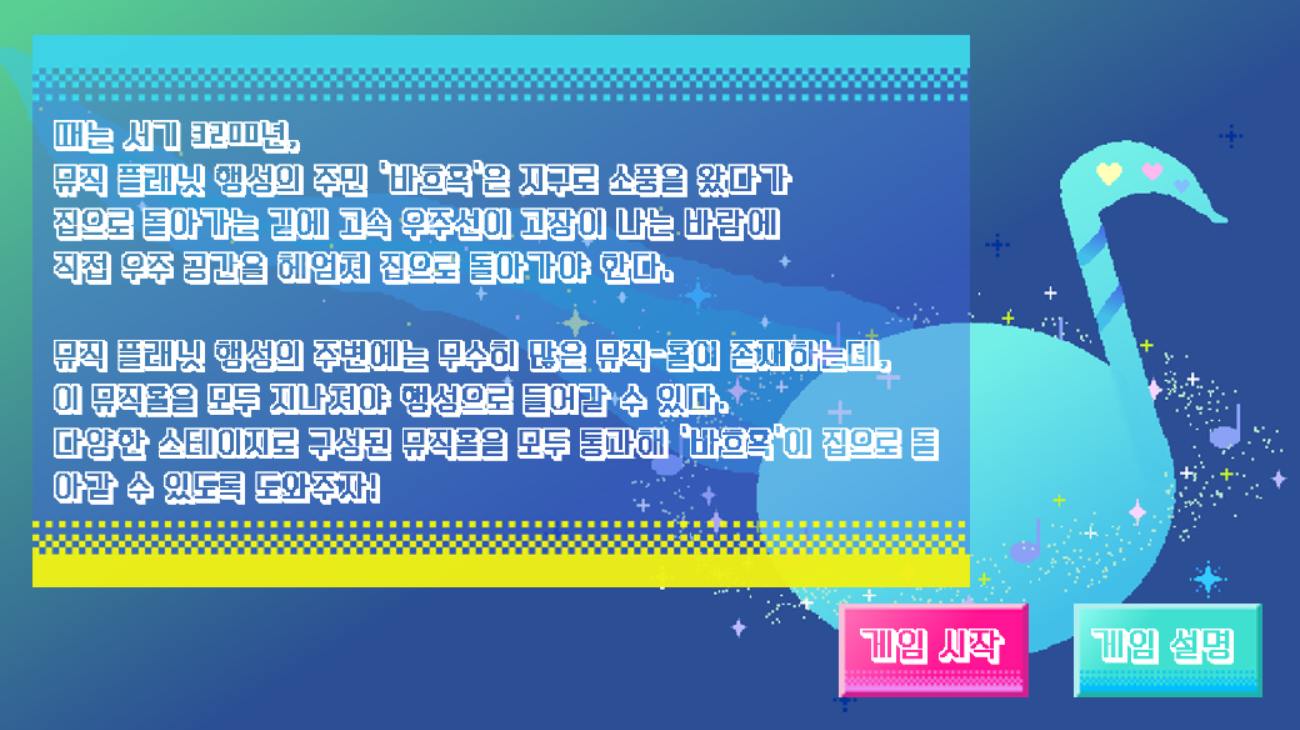 때는 서기 3200년,
뮤직 플래닛 행성의 주민 '바흐흑'은 지구로 소풍을 왔다가
집으로 돌아가는 길에 고속 우주선이 고장이 나는 바람에
직접 우주 공간을 헤엄쳐 집으로 돌아가야 한다.
뮤직 플래닛 행성의 주변에는 무수히 많은 뮤직-홀이 존재하는데,
이 뮤직홀을 모두 지나쳐야 행성으로 들어갈 수 있다.
다양한 스테이지로 구성된 뮤직홀을 모두 통과해 '바흐흑'이 집으로 돌
아갈 수 있도록 도와주자!
게임 시작
게임 설명